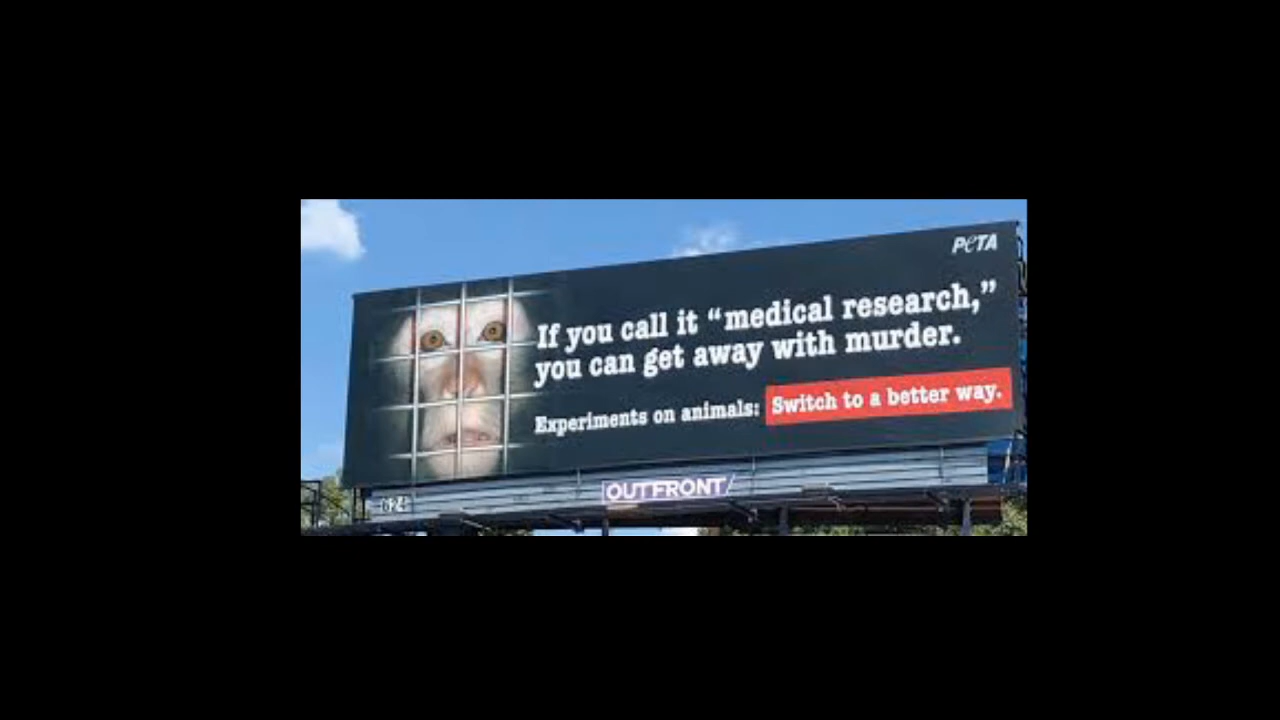 PeTA
If you call it “medical research,”
you can get away with murder.
Experiments on animals: Switch to a better way.
OUTFRONT/
624